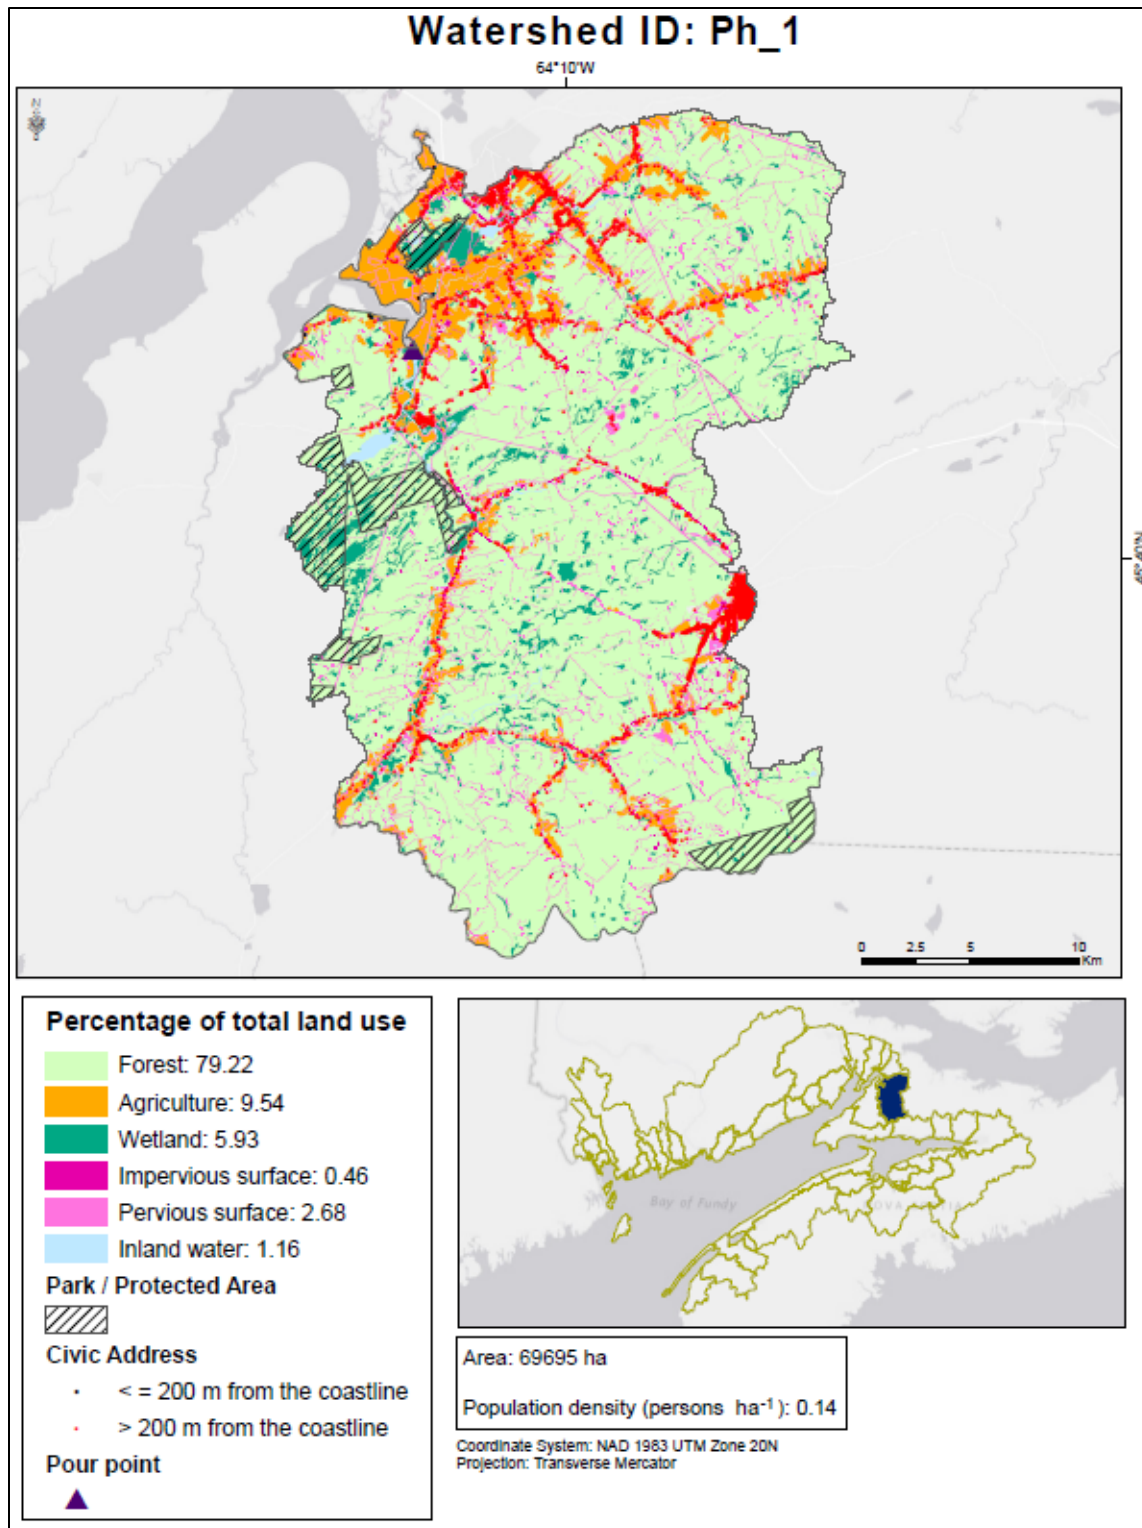 Watershed ID: Ph_1
64°10'W
N
45°40'N
0 2.5 5 10
Km
Percentage of total land use
Forest: 79.22
Agriculture: 9.54
Wetland: 5.93
Impervious surface: 0.46
Pervious surface: 2.68
Inland water: 1.16
Park / Protected Area
Civic Address
< = 200 m from the coastline
> 200 m from the coastline
Pour point
Bay of Fundy
Area: 69695 ha
Population density (persons ha-1): 0.14
Coordinate System: NAD 1983 UTM Zone 20N
Projection: Transverse Mercator